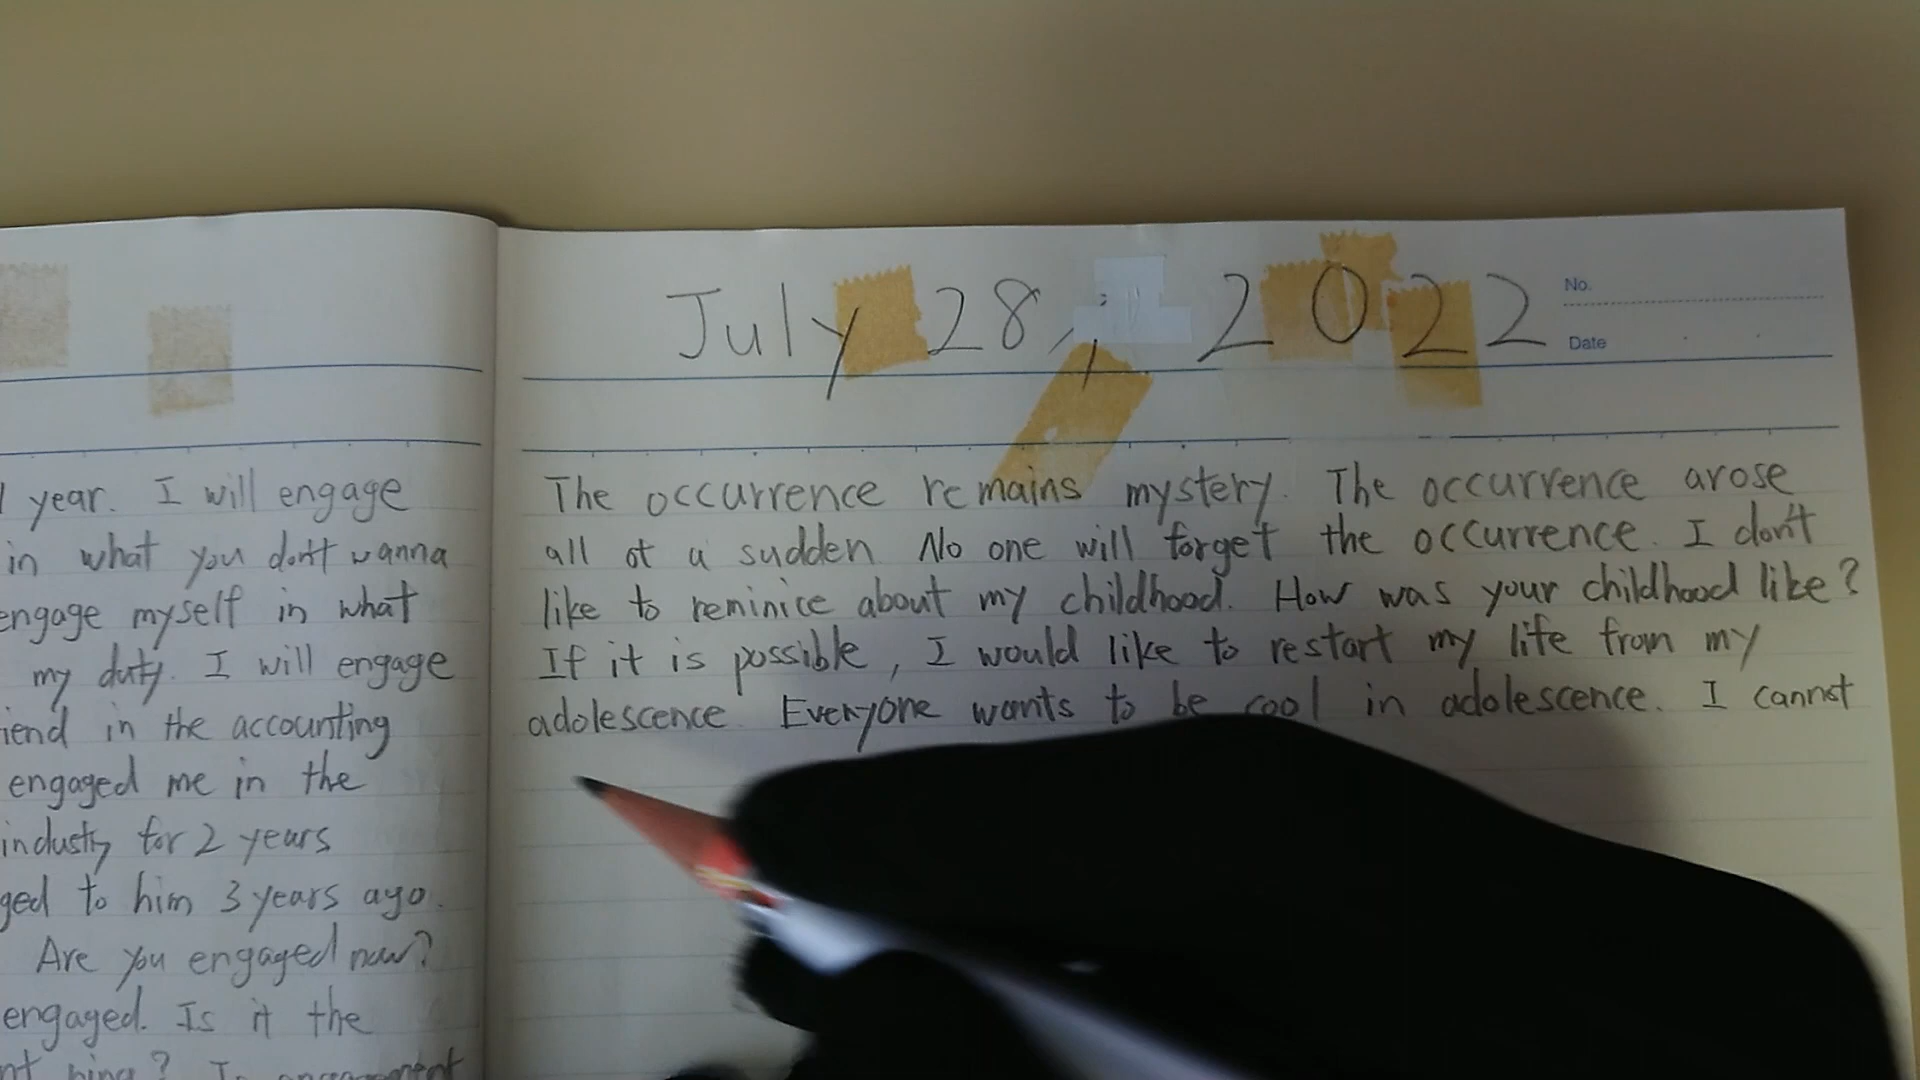 year. I will engage
in what you don't wanna
engage myself in what
my duty. I will engage
in the accounting
engaged me in the
industry for 2 years
to him 3 years ago.
Are you engaged now?
engaged. Is it the
July 28, 2022
No.
Date
The occurrence remains mystery. The occurrence arose
all of a sudden. No one will forget the occurrence. I don't
like to reminice about my childhood. How was your childhood like?
If it is possible, I would like to restart my life from my
adolescence. Everyone wants to be cool in adolescence. I cannot